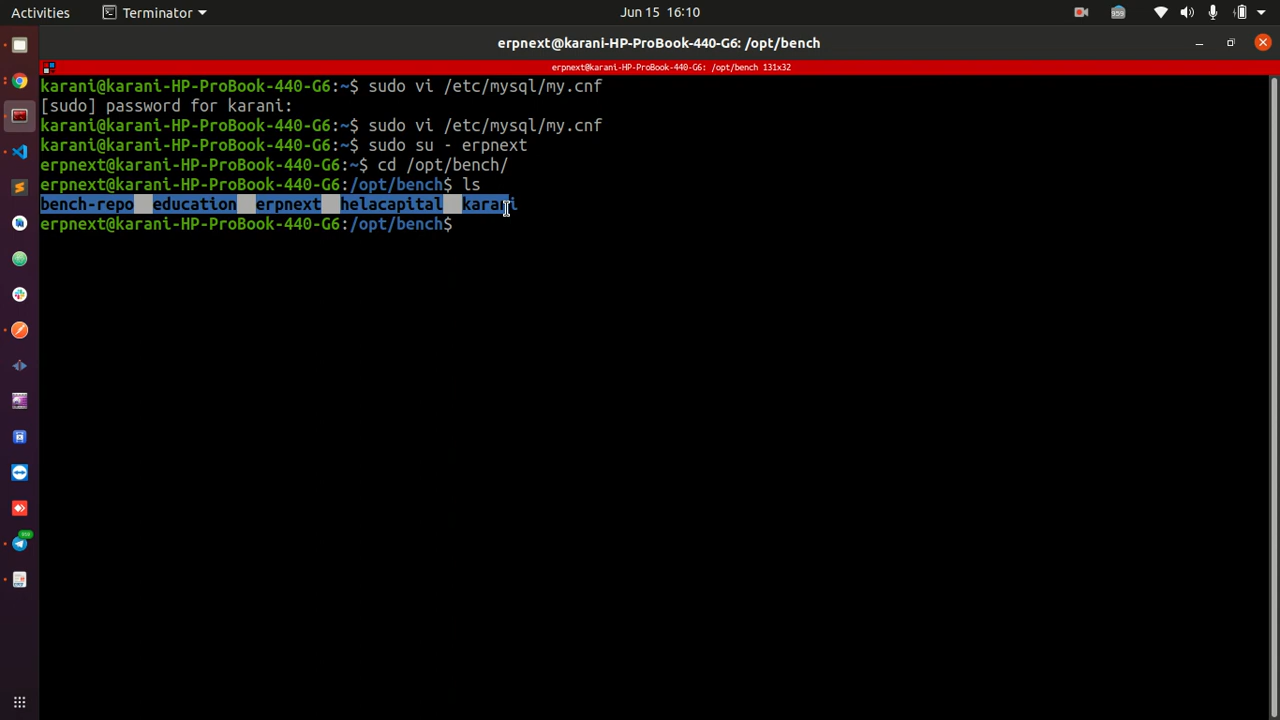 Activities Terminator Jun 15 16:10
erpnext@karani-HP-ProBook-440-G6: /opt/bench
erpnext@karani-HP-ProBook-440-G6: /opt/bench 131x32
karani@karani-HP-ProBook-440-G6:~$ sudo vi /etc/mysql/my.cnf
[sudo] password for karani:
karani@karani-HP-ProBook-440-G6:~$ sudo vi /etc/mysql/my.cnf
karani@karani-HP-ProBook-440-G6:~$ sudo su - erpnext
erpnext@karani-HP-ProBook-440-G6:~$ cd /opt/bench/
erpnext@karani-HP-ProBook-440-G6:/opt/bench$ ls
bench-repo education erpnext helacapital karani
erpnext@karani-HP-ProBook-440-G6:/opt/bench$